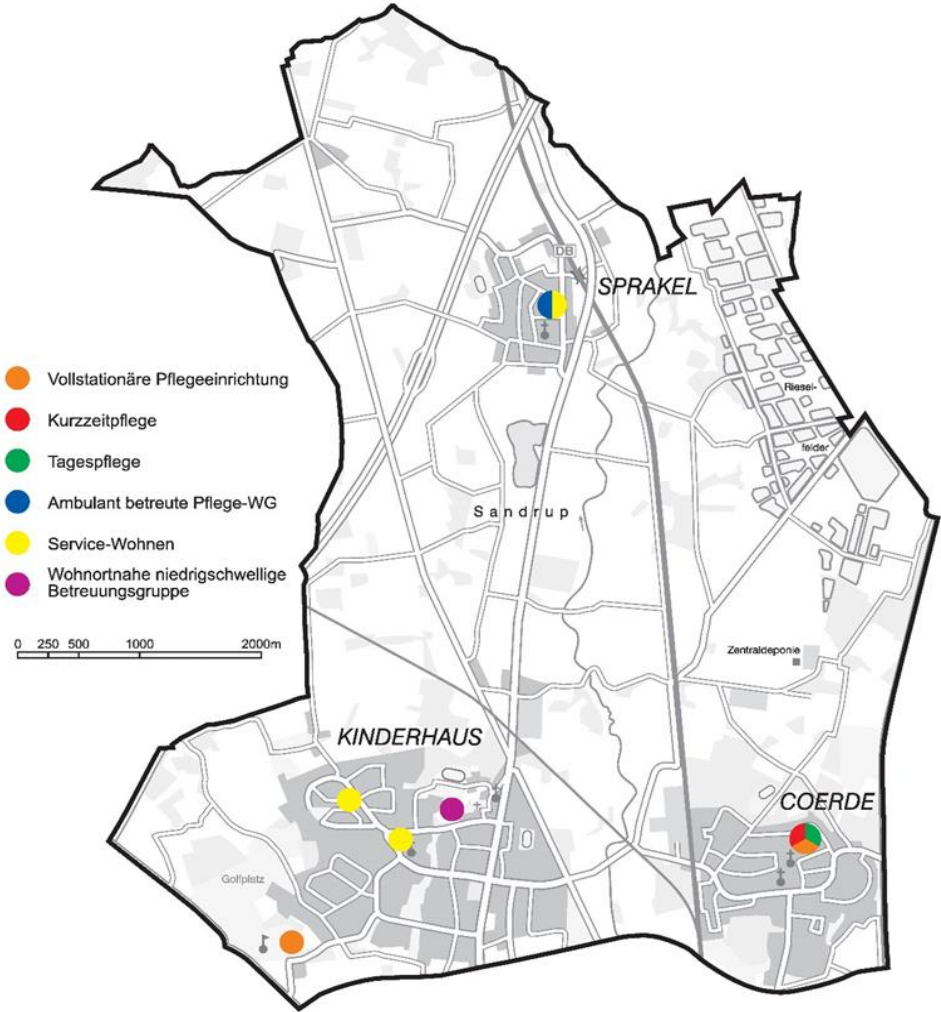 DB
SPRAKEL
Vollstationäre Pflegeeinrichtung
Kurzzeitpflege
Tagespflege
Ambulant betreute Pflege-WG
Service-Wohnen
Wohnortnahe niedrigschwellige
Betreuungsgruppe
0 250 500 1000 2000m
Riesel-
felder
Sandrup
Zentraldeponie
KINDERHAUS
COERDE
Golfplatz